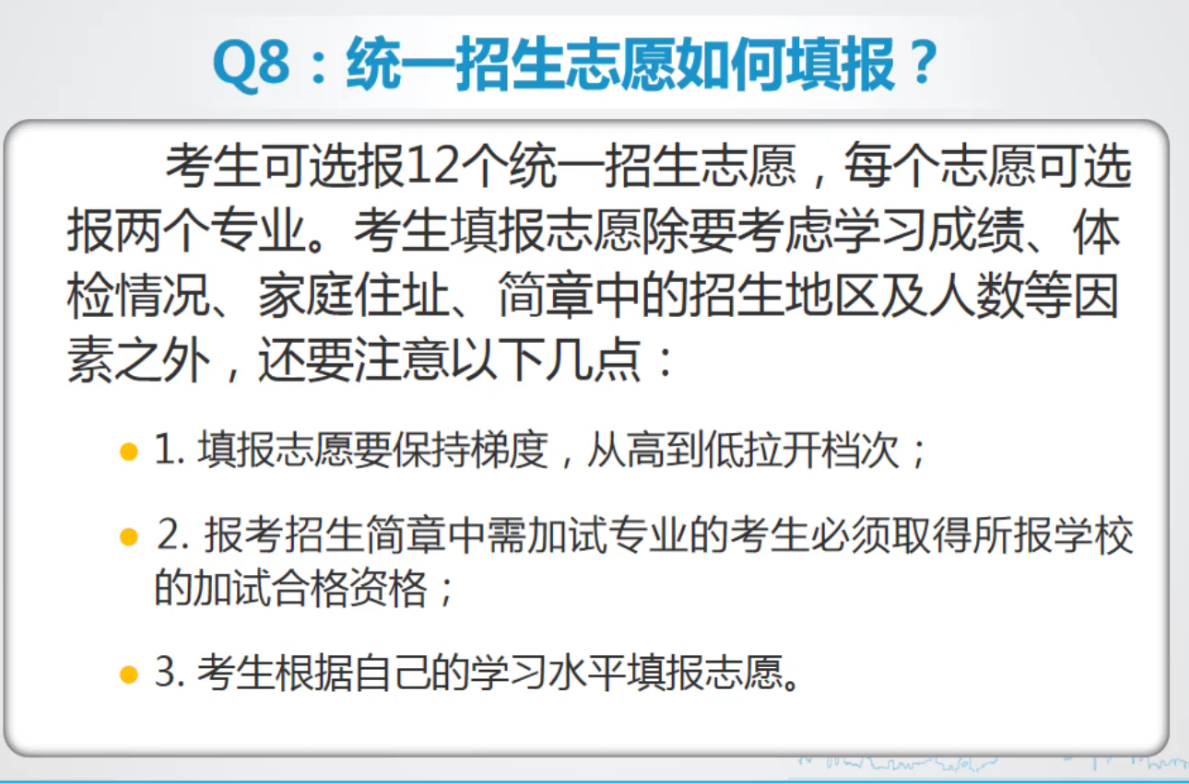 Q8：统一招生志愿如何填报？
考生可选报12个统一招生志愿，每个志愿可选
报两个专业。考生填报志愿除要考虑学习成绩、体
检情况、家庭住址、简章中的招生地区及人数等因
素之外，还要注意以下几点：
1. 填报志愿要保持梯度，从高到低拉开档次；
2. 报考招生简章中需加试专业的考生必须取得所报学校
的加试合格资格；
3. 考生根据自己的学习水平填报志愿。